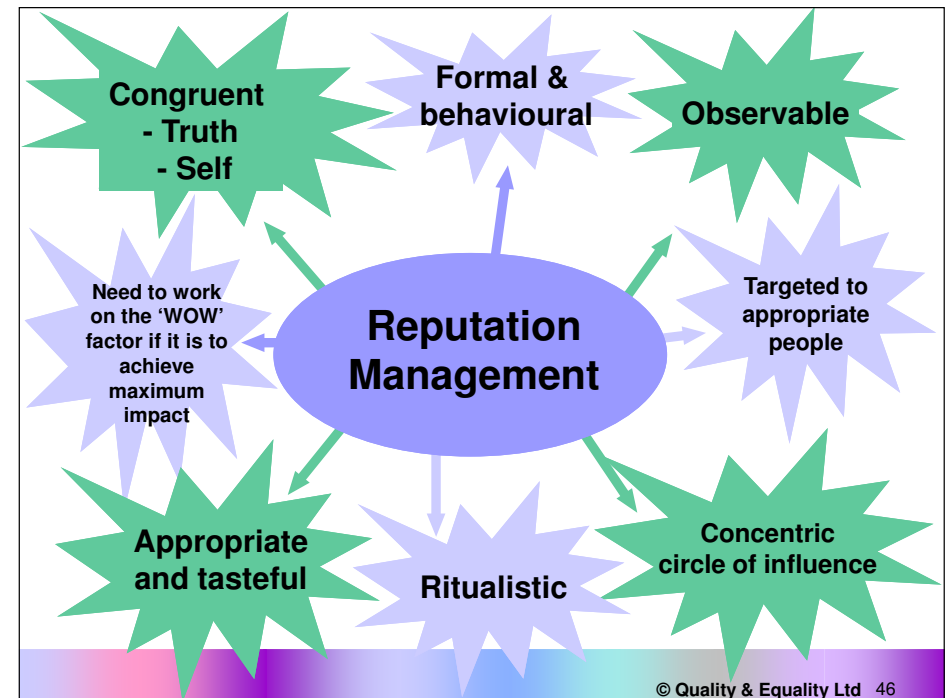 Congruent
- Truth
- Self
Formal &
behavioural
Observable
Need to work
on the ‘WOW’
factor if it is to
achieve
maximum
impact
Reputation
Management
Targeted to
appropriate
people
Appropriate
and tasteful
Ritualistic
Concentric
circle of influence
© Quality & Equality Ltd 46